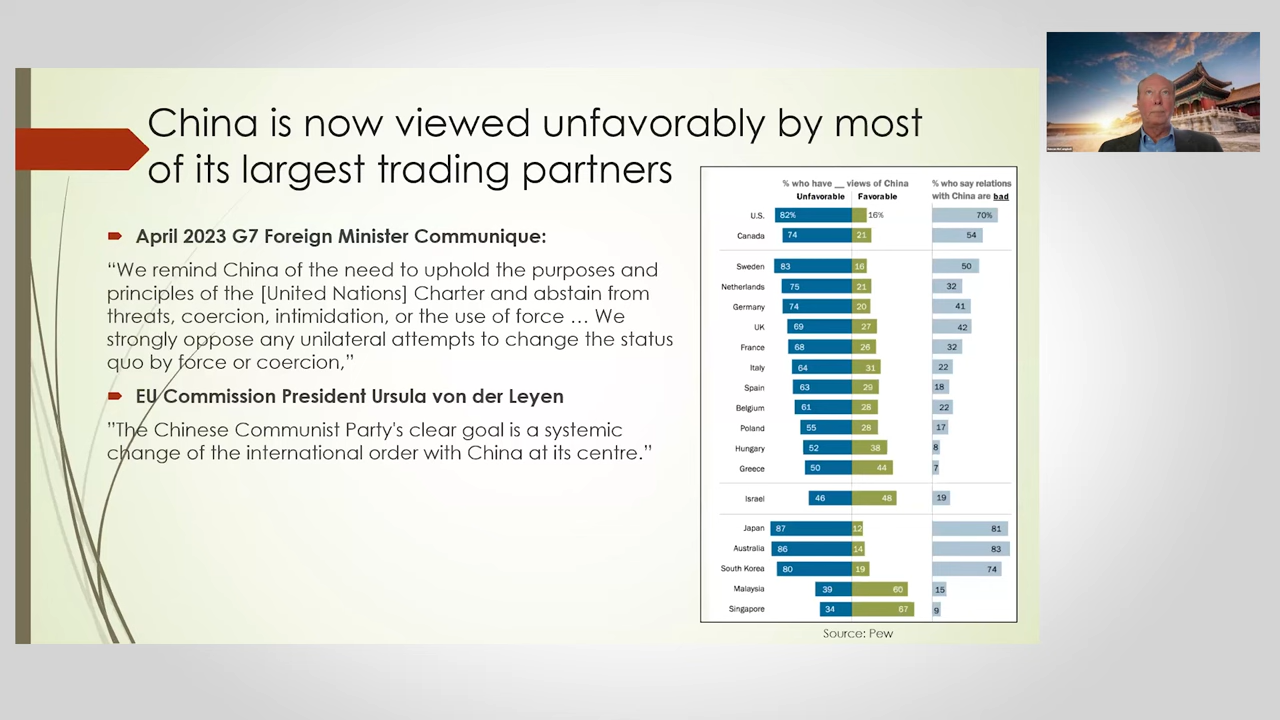 China is now viewed unfavorably by most
of its largest trading partners
April 2023 G7 Foreign Minister Communique:
“We remind China of the need to uphold the purposes and
principles of the [United Nations] Charter and abstain from
threats, coercion, intimidation, or the use of force … We
strongly oppose any unilateral attempts to change the status
quo by force or coercion,”
EU Commission President Ursula von der Leyen
”The Chinese Communist Party's clear goal is a systemic
change of the international order with China at its centre.”
% who have __ views of China % who say relations
Unfavorable Favorable with China are bad
U.S. 82% 16% 70%
Canada 74 21 54
Sweden 83 16 50
Netherlands 75 21 32
Germany 74 20 41
UK 69 27 42
France 68 26 32
Italy 64 31 22
Spain 63 29 18
Belgium 61 28 22
Poland 55 28 17
Hungary 52 38 8
Greece 50 44 7
Israel 46 48 19
Japan 87 12 81
Australia 86 14 83
South Korea 80 19 74
Malaysia 39 60 15
Singapore 34 67 9
Source: Pew